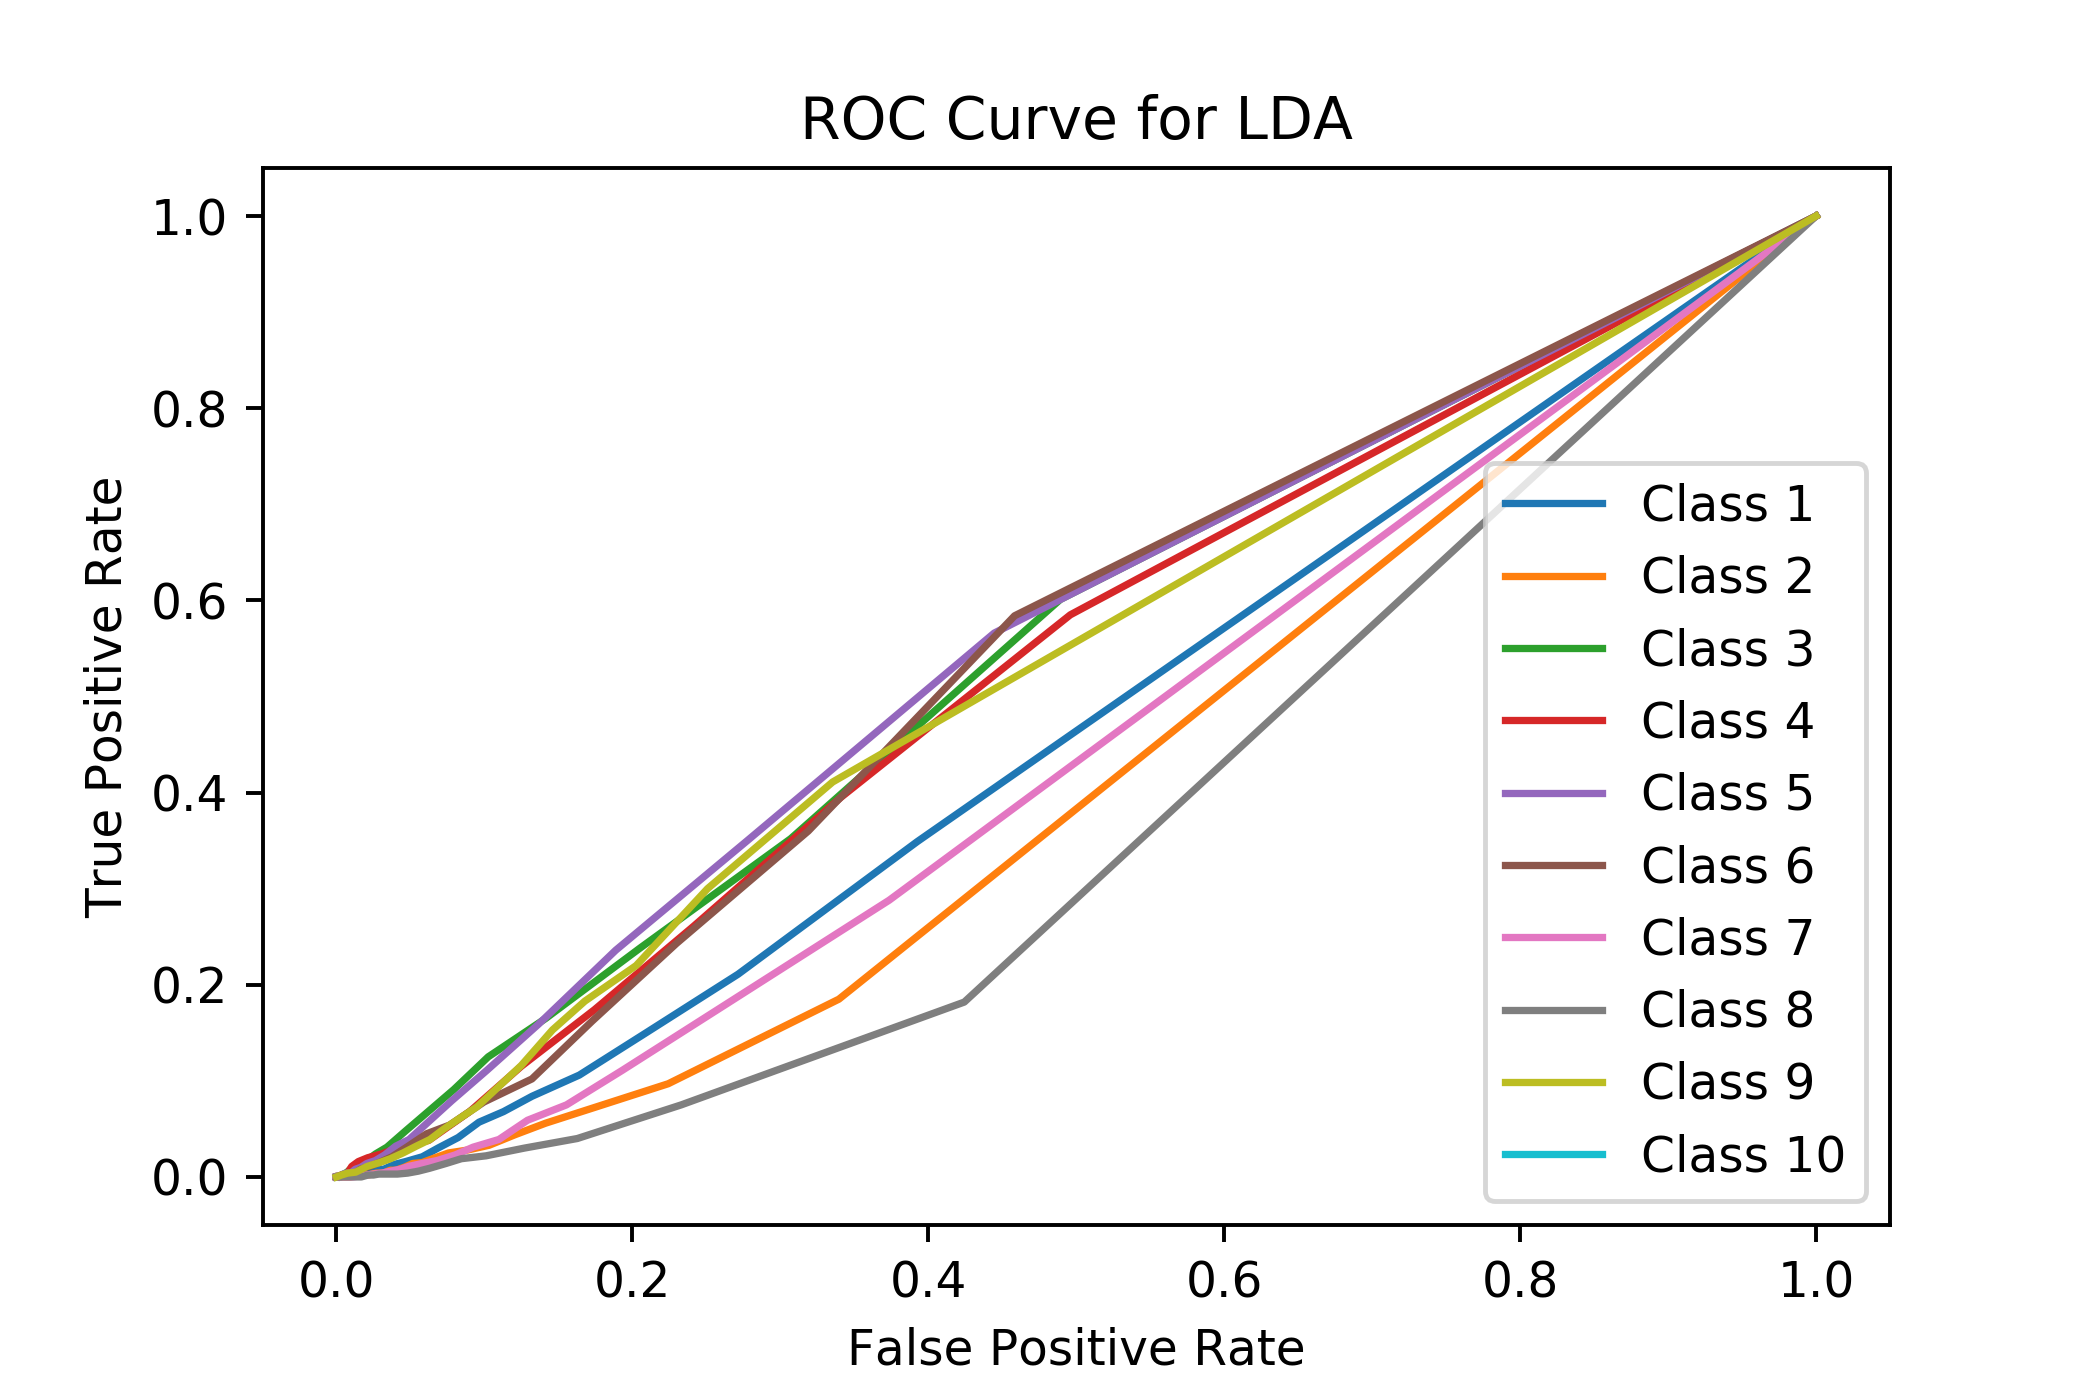 ROC Curve for LDA
True Positive Rate
1.0
0.8
0.6
0.4
0.2
0.0
Class 1
Class 2
Class 3
Class 4
Class 5
Class 6
Class 7
Class 8
Class 9
Class 10
0.0 0.2 0.4 0.6 0.8 1.0
False Positive Rate